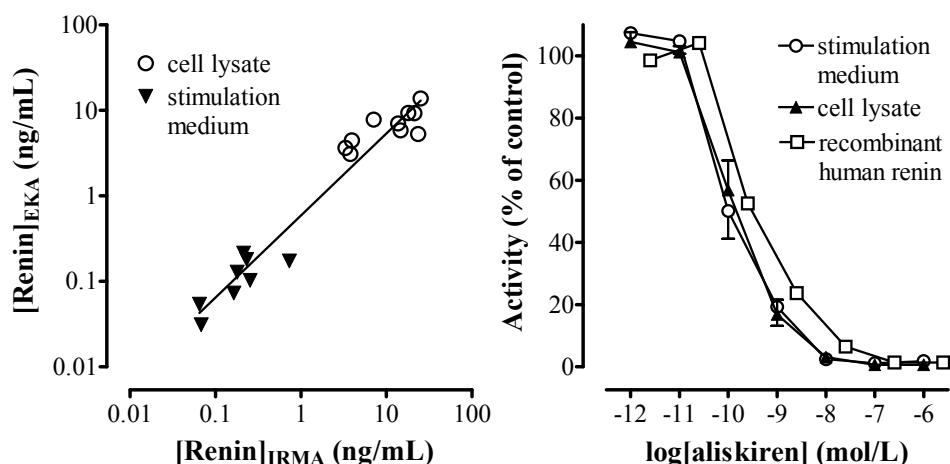 100
10
1
0.1
0.01
[Renin]EKA (ng/mL)
cell lysate
stimulation
medium
0.01 0.1 1 10 100
[Renin]IRMA (ng/mL)
100
80
60
40
20
0
Activity (% of control)
stimulation
medium
cell lysate
recombinant
human renin
-12 -11 -10 -9 -8 -7 -6
log[aliskiren] (mol/L)